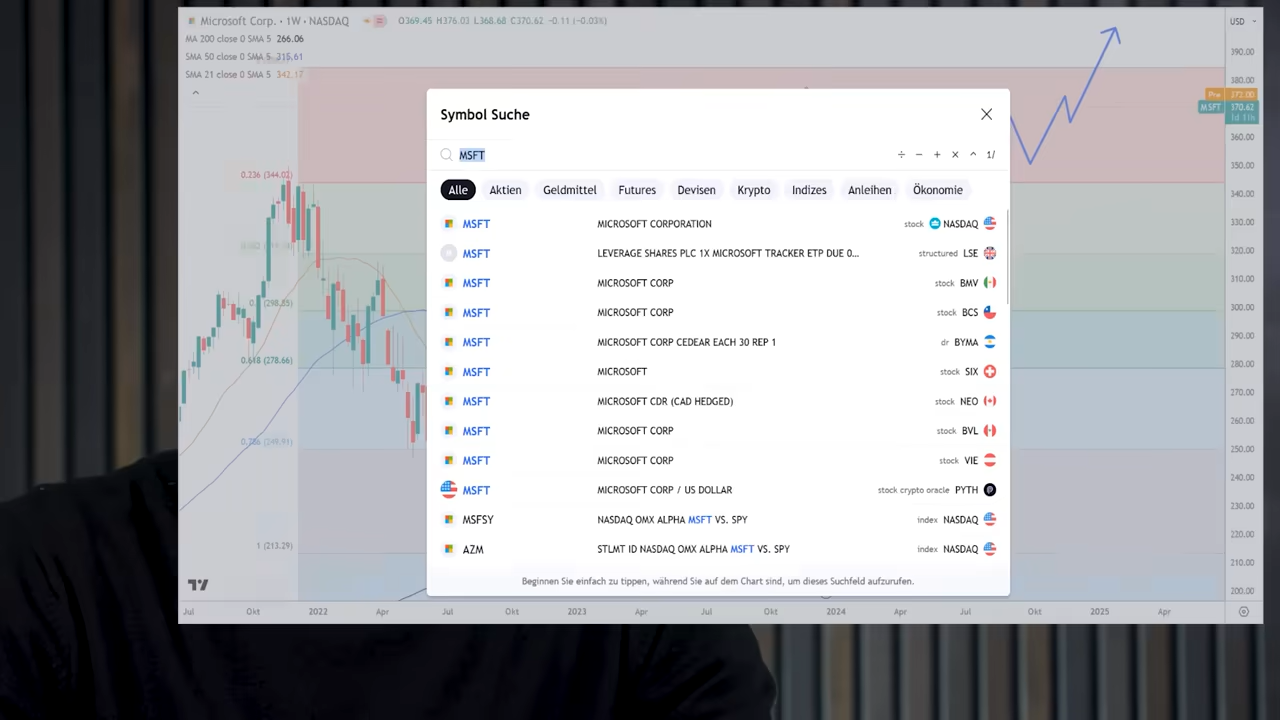 Microsoft Corp. · 1W · NASDAQ O369.45 H376.03 L368.68 C370.62 −0.11 (−0.03%)
USD
MA 200 close 0 SMA 5 266.06
SMA 50 close 0 SMA 5 315.61
SMA 21 close 0 SMA 5 342.17
390.00
380.00
Pre 373.00
MSFT 370.62
1d 11h
360.00
350.00
340.00
330.00
320.00
310.00
300.00
290.00
280.00
270.00
260.00
250.00
240.00
230.00
220.00
210.00
200.00
0.236 (344.02)
0.618 (278.66)
0.786 (249.91)
1 (213.29)
Symbol Suche
MSFT ÷ − + × ^ 1/
Alle Aktien Geldmittel Futures Devisen Krypto Indizes Anleihen Ökonomie
MSFT MICROSOFT CORPORATION stock NASDAQ
MSFT LEVERAGE SHARES PLC 1X MICROSOFT TRACKER ETP DUE 0... structured LSE
MSFT MICROSOFT CORP stock BMV
MSFT MICROSOFT CORP stock BCS
MSFT MICROSOFT CORP CEDEAR EACH 30 REP 1 dr BYMA
MSFT MICROSOFT stock SIX
MSFT MICROSOFT CDR (CAD HEDGED) stock NEO
MSFT MICROSOFT CORP stock BVL
MSFT MICROSOFT CORP stock VIE
MSFT MICROSOFT CORP / US DOLLAR stock crypto oracle PYTH
MSFSY NASDAQ OMX ALPHA MSFT VS. SPY index NASDAQ
AZM STLMT ID NASDAQ OMX ALPHA MSFT VS. SPY index NASDAQ
Beginnen Sie einfach zu tippen, während Sie auf dem Chart sind, um dieses Suchfeld aufzurufen.
Jul Okt 2022 Apr Jul Okt 2023 Apr Jul Okt 2024 Apr Jul Okt 2025 Apr